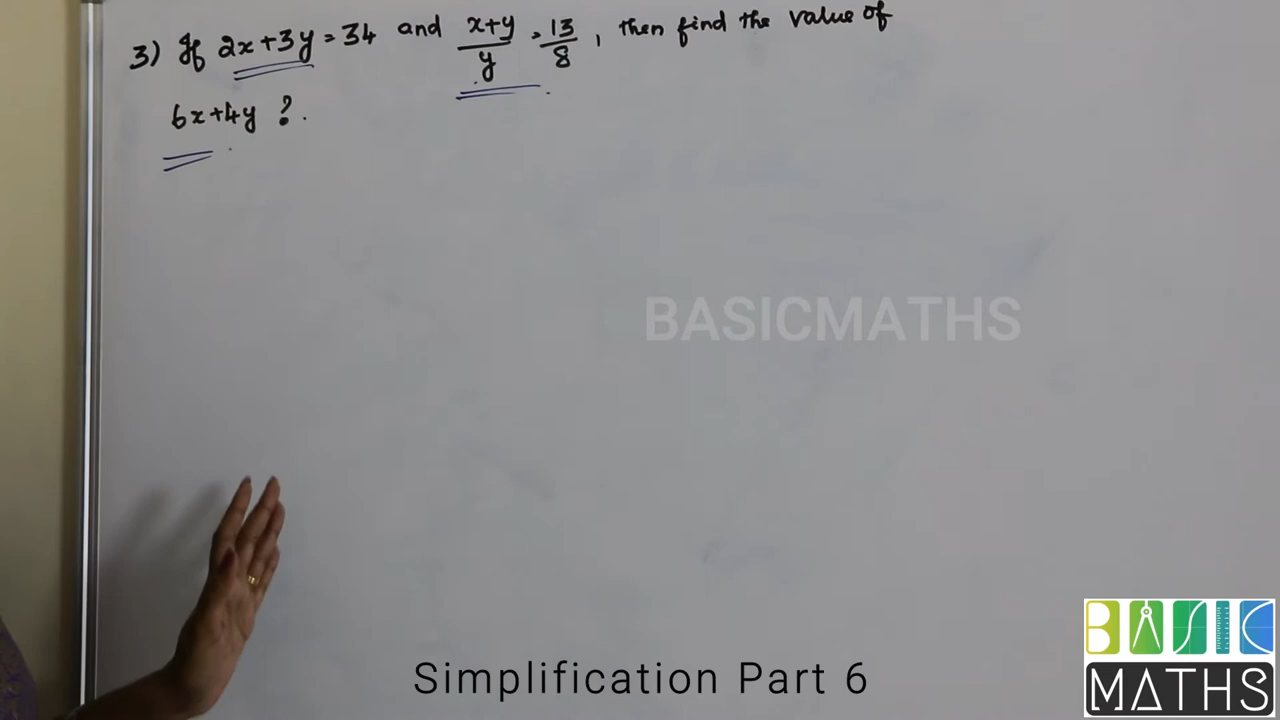 3) If 2x+3y = 34 and x+y/y = 13/8, then find the value of
6x+4y ?.
BASICMATHS
Simplification Part 6
BASIC
MATHS